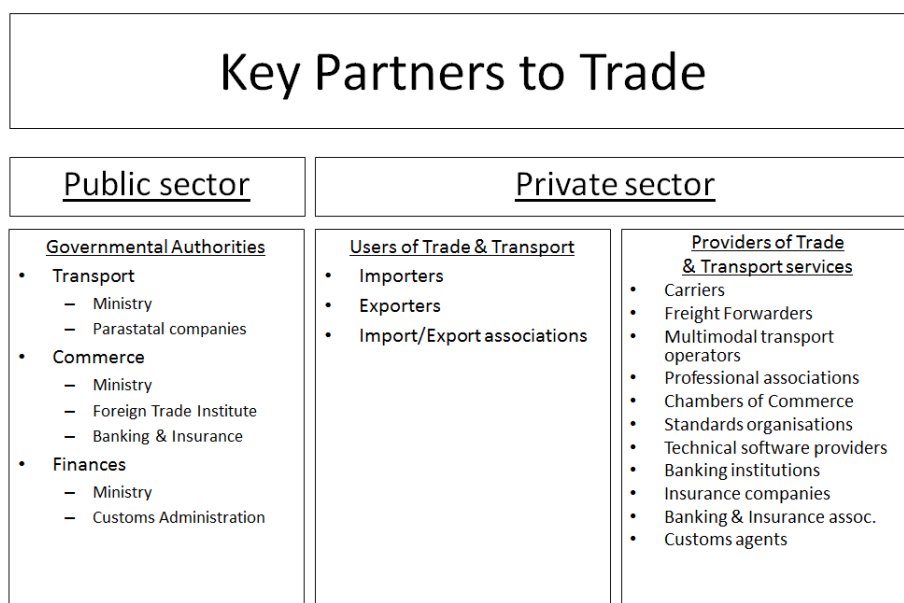 Key Partners to Trade
Public sector
Private sector
Governmental Authorities
• Transport
– Ministry
– Parastatal companies
• Commerce
– Ministry
– Foreign Trade Institute
– Banking & Insurance
• Finances
– Ministry
– Customs Administration
Users of Trade & Transport
• Importers
• Exporters
• Import/Export associations
Providers of Trade
& Transport services
• Carriers
• Freight Forwarders
• Multimodal transport
operators
• Professional associations
• Chambers of Commerce
• Standards organisations
• Technical software providers
• Banking institutions
• Insurance companies
• Banking & Insurance assoc.
• Customs agents